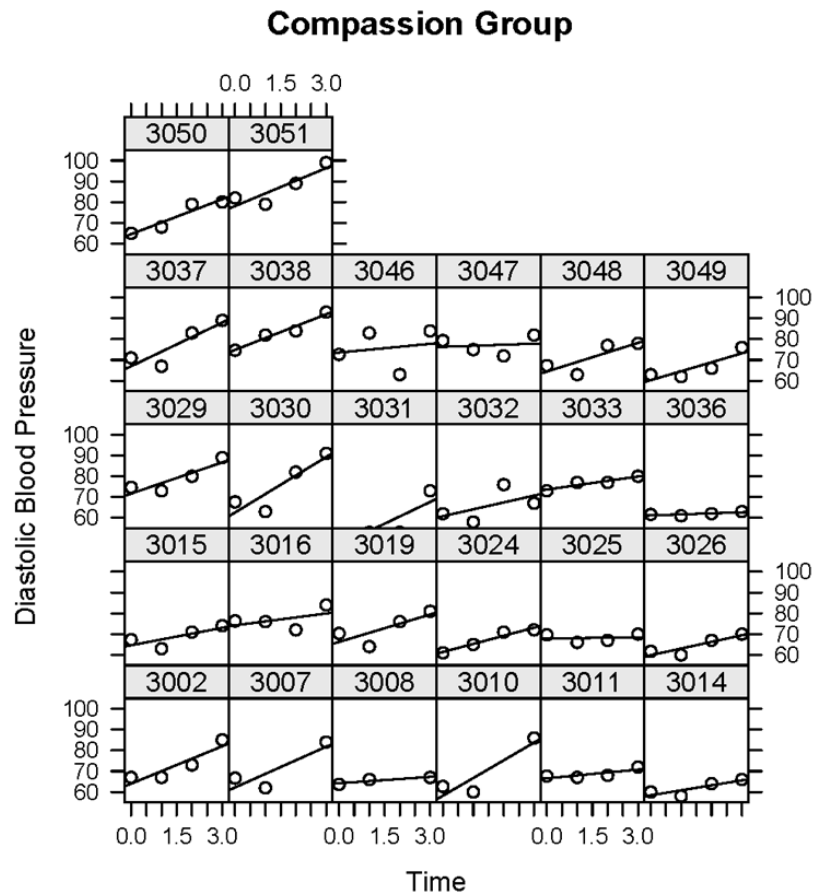 Compassion Group
0.0 1.5 3.0
3050 3051
100
90
80
70
60
3037 3038 3046 3047 3048 3049
100
90
80
70
60
3029 3030 3031 3032 3033 3036
100
90
80
70
60
3015 3016 3019 3024 3025 3026
100
90
80
70
60
3002 3007 3008 3010 3011 3014
100
90
80
70
60
0.0 1.5 3.0 0.0 1.5 3.0 0.0 1.5 3.0
Diastolic Blood Pressure
Time